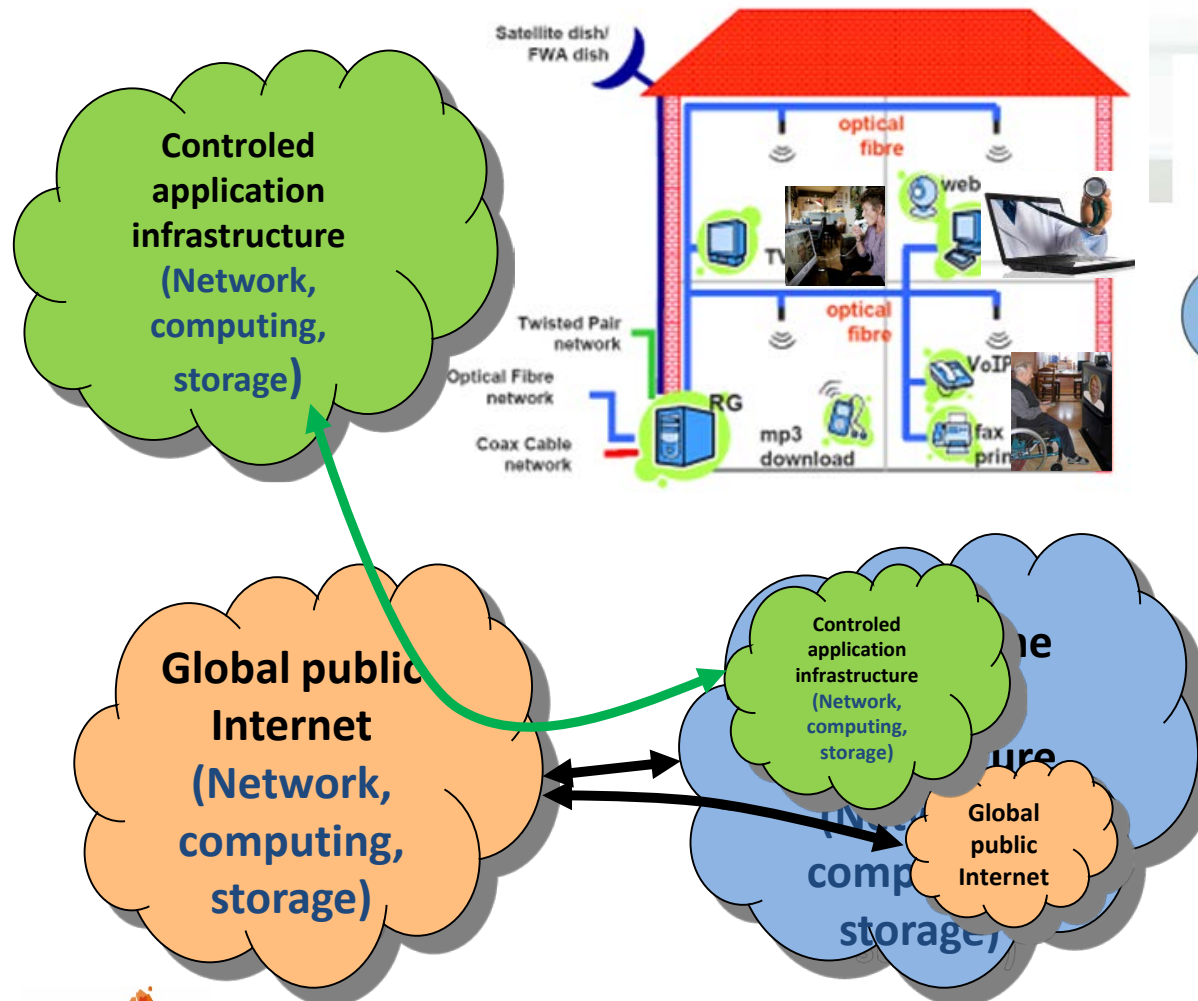 Controled
application
infrastructure
(Network,
computing,
storage)
Satellite dish/
FWA dish
optical
fibre
web
TV
Twisted Pair
network
optical
fibre
Optical Fibre
network
VoIP
RG
Coax Cable
network
mp3
download
fax
Global public
Internet
(Network,
computing,
storage)
Controled
application
infrastructure
(Network,
computing,
storage)
Global
public
Internet
storage)